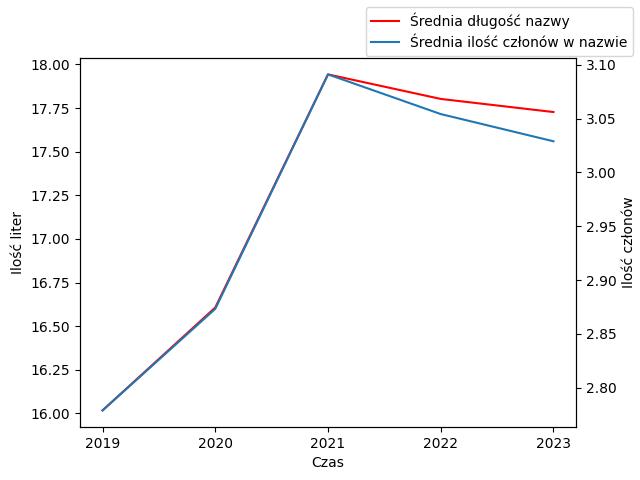 Średnia długość nazwy
Średnia ilość członów w nazwie
18.00
17.75
17.50
17.25
17.00
16.75
16.50
16.25
16.00
Ilość liter
3.10
3.05
3.00
2.95
2.90
2.85
2.80
Ilość członów
2019 2020 2021 2022 2023
Czas